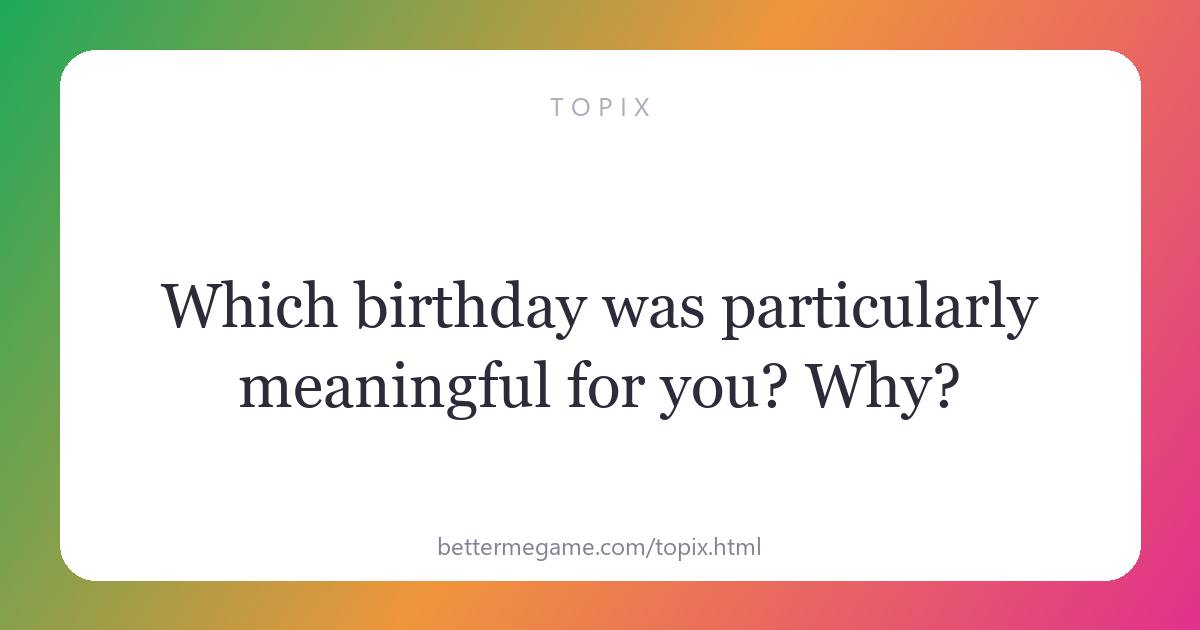 TOPIX
Which birthday was particularly
meaningful for you? Why?
bettermegame.com/topix.html